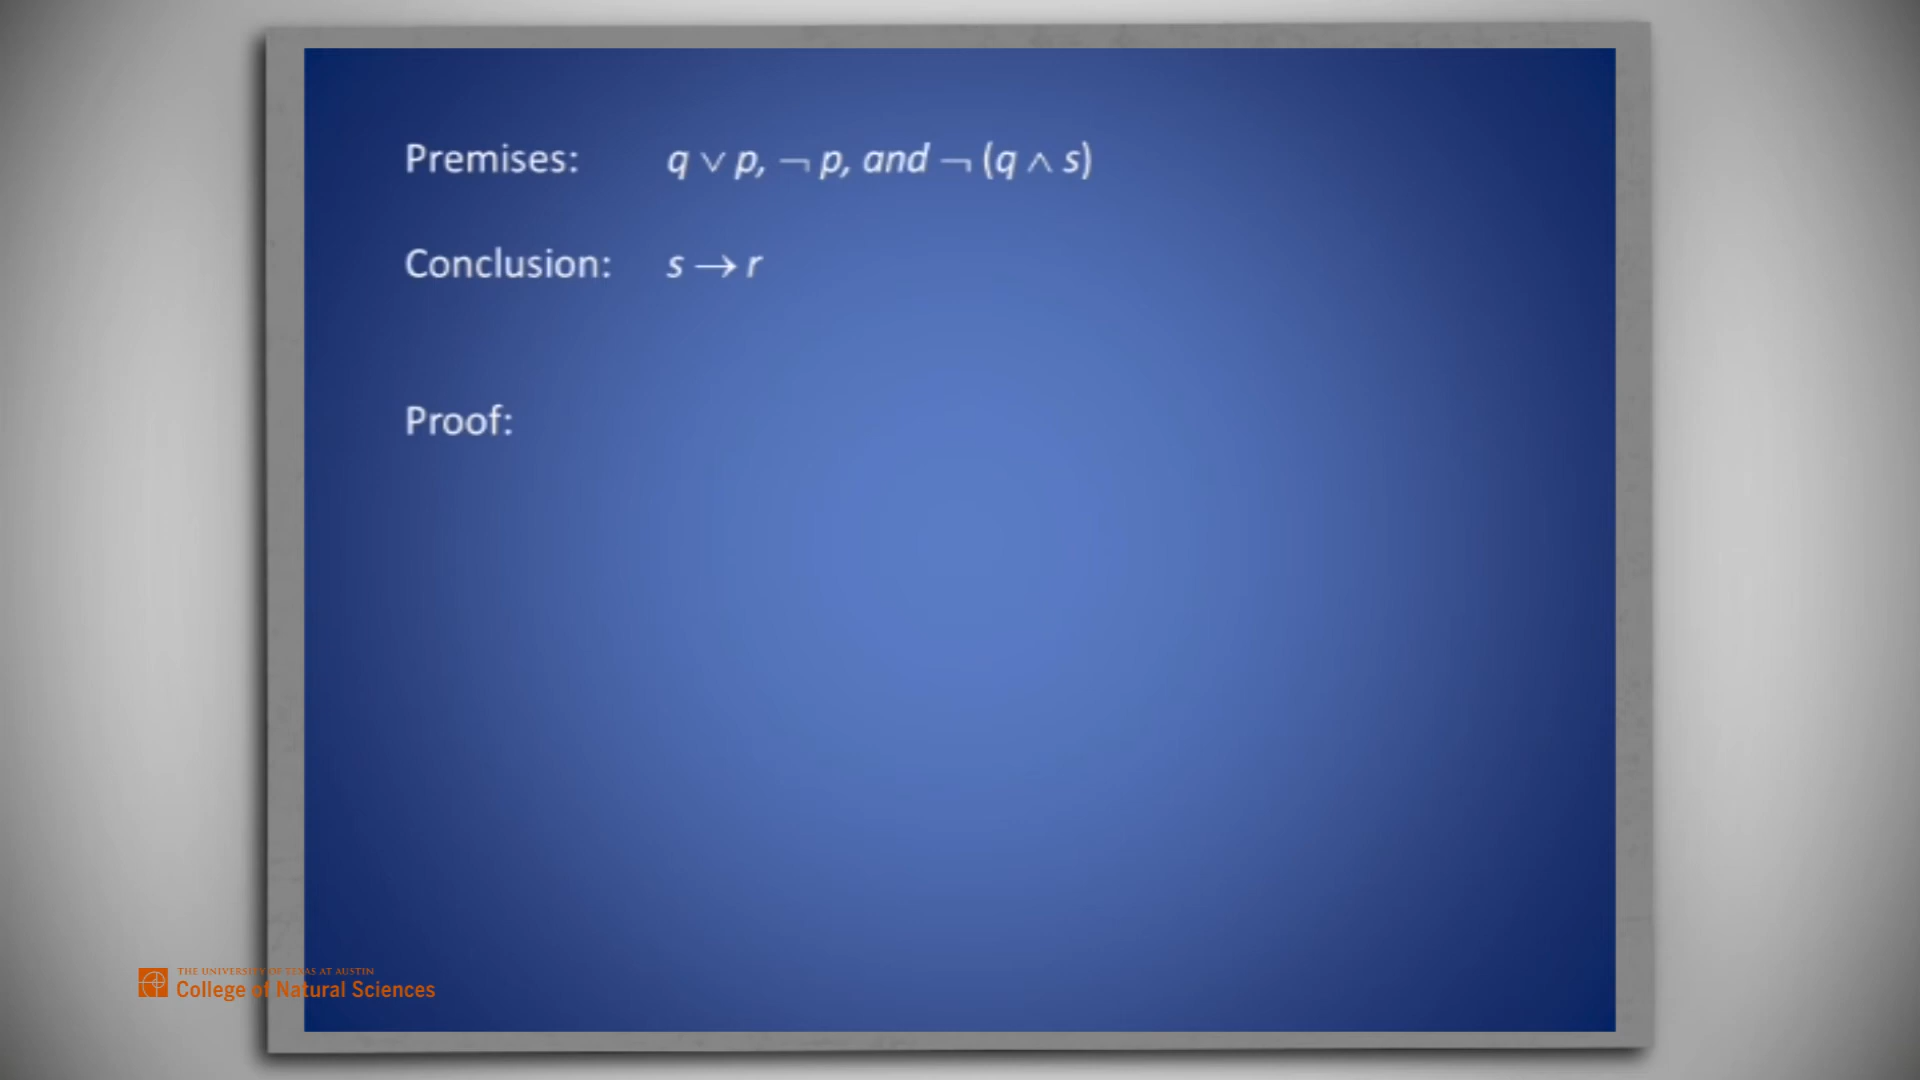 Premises: q ∨ p, ¬ p, and ¬ (q ∧ s)
Conclusion: s → r
Proof:
THE UNIVERSITY OF TEXAS AT AUSTIN
College of Natural Sciences